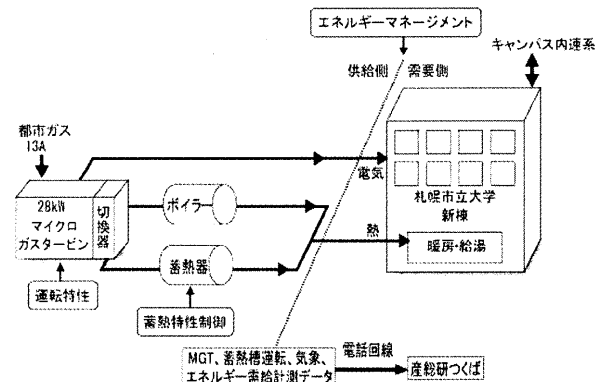 エネルギーマネージメント
キャンパス内連系
供給側
需要側
都市ガス
13A
電気
札幌市立大学
新棟
28kW
マイクロ
ガスタービン
切換器
ボイラー
熱
暖房・給湯
蓄熱器
運転特性
蓄熱特性制御
MGT、蓄熱槽運転、気象、
エネルギー需給計測データ
電話回線
産総研つくば